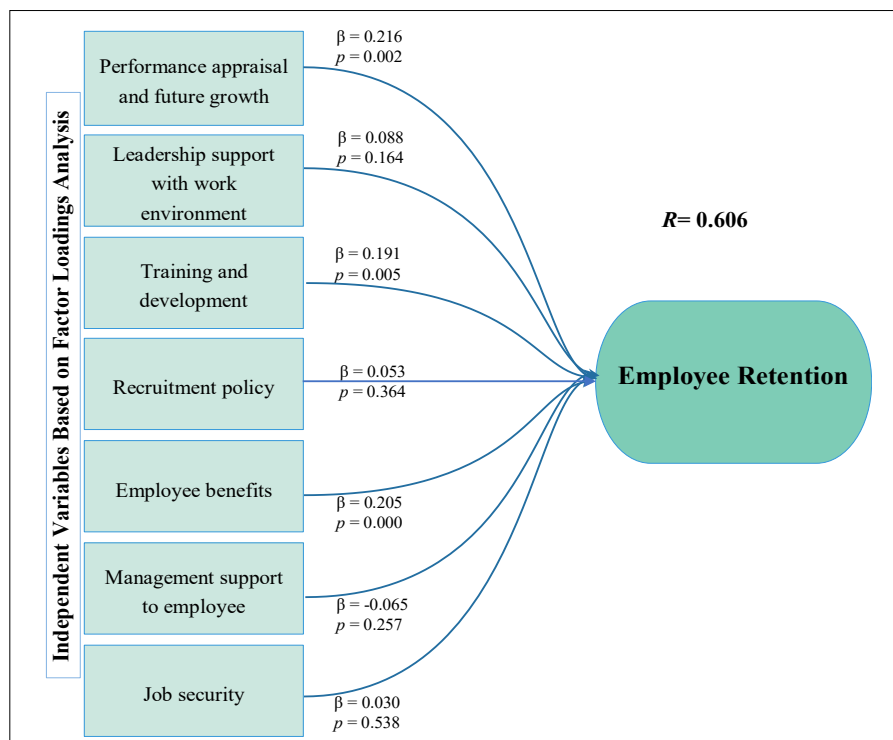 Independent Variables Based on Factor Loadings Analysis
Performance appraisal
and future growth
β = 0.216
p = 0.002
Leadership support
with work
environment
β = 0.088
p = 0.164
Training and
development
β = 0.191
p = 0.005
Recruitment policy
β = 0.053
p = 0.364
Employee benefits
β = 0.205
p = 0.000
Management support
to employee
β = -0.065
p = 0.257
Job security
β = 0.030
p = 0.538
R= 0.606
Employee Retention